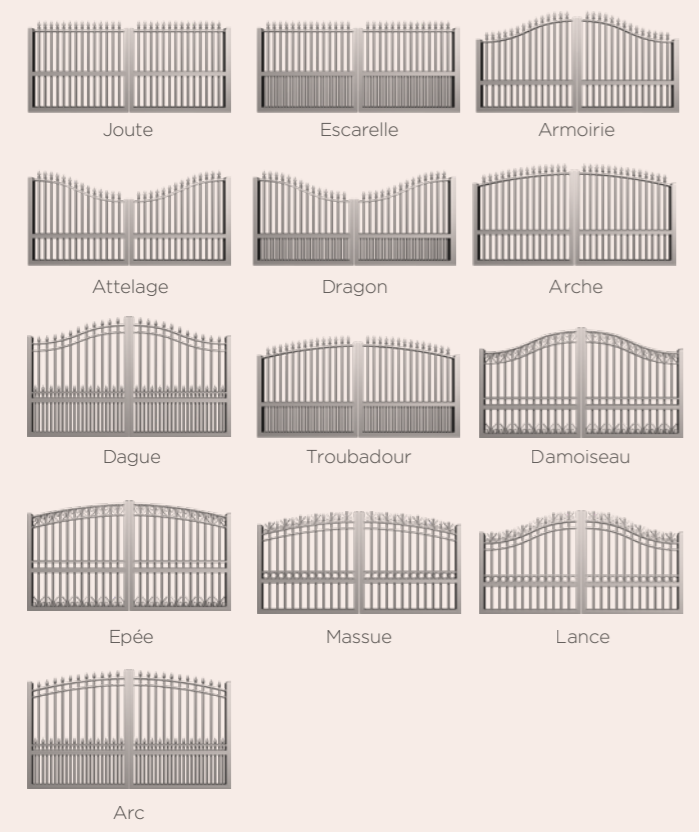 Joute
Escarelle
Armoirie
Attelage
Dragon
Arche
Dague
Troubadour
Damoiseau
Epée
Massue
Lance
Arc